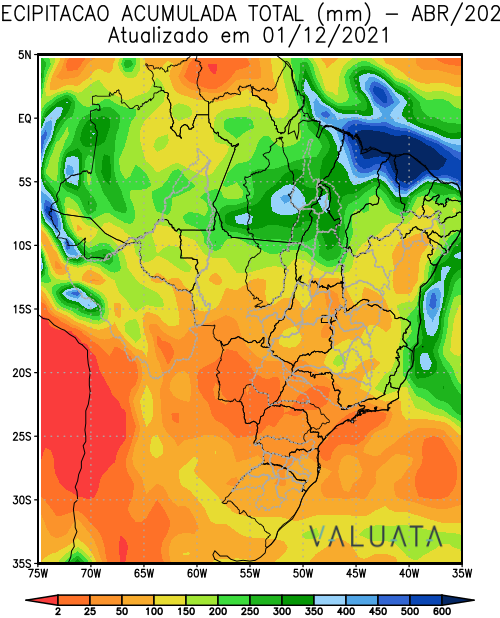 ECIPITACAO ACUMULADA TOTAL (mm) – ABR/202
Atualizado em 01/12/2021
5N
EQ
5S
10S
15S
20S
25S
30S
35S
VALUATA
75W 70W 65W 60W 55W 50W 45W 40W 35W
2 25 50 100 150 200 250 300 350 400 450 500 600